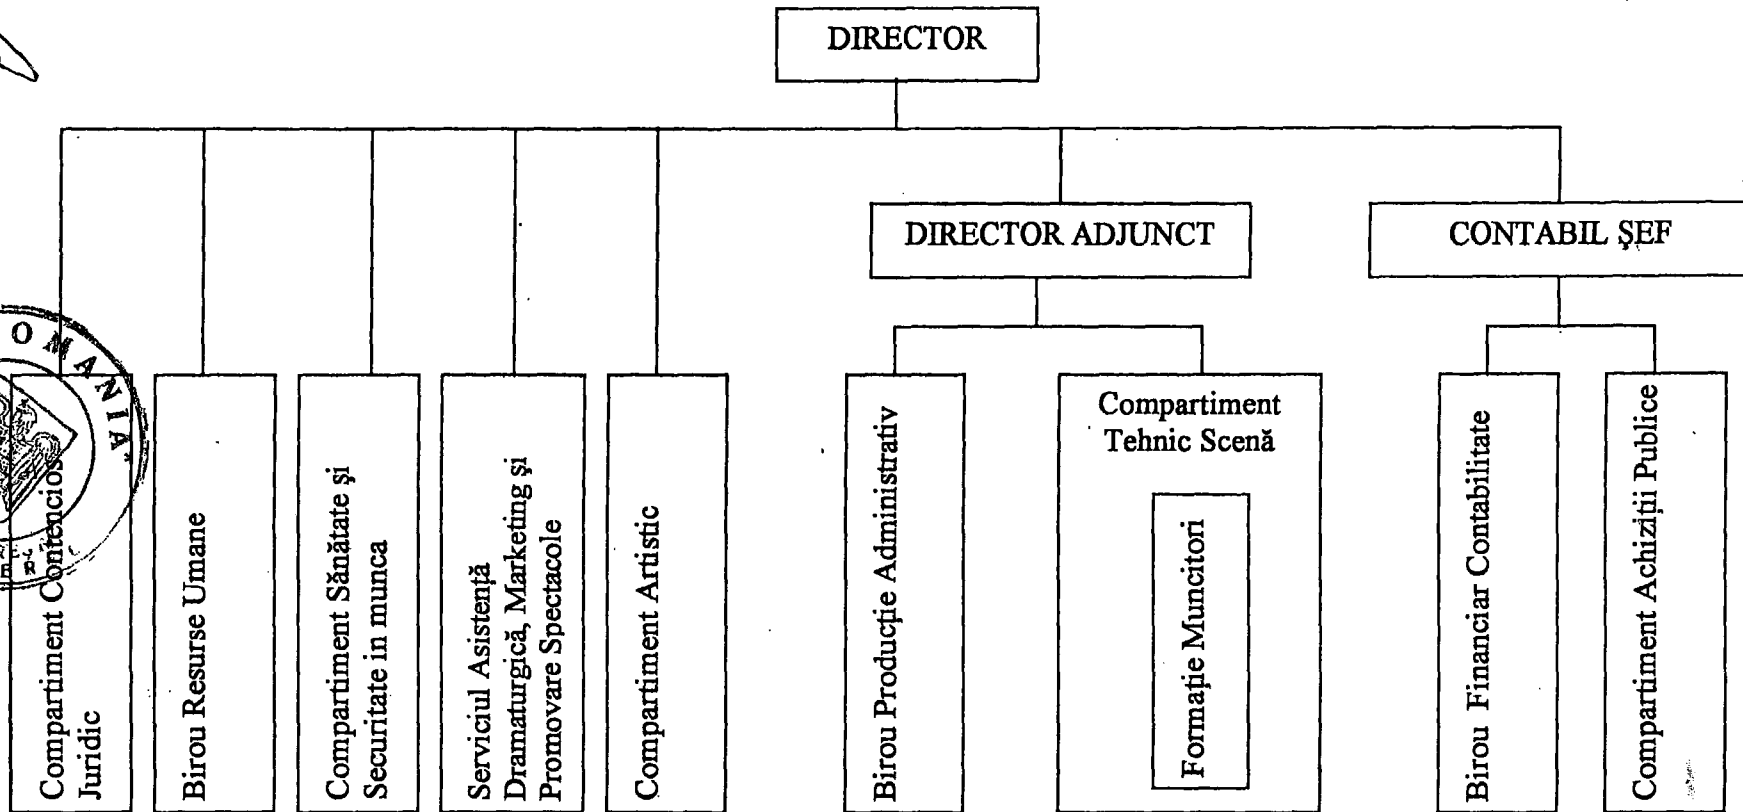 DIRECTOR
DIRECTOR ADJUNCT
CONTABIL ŞEF
OMANIA*
Compartiment Contencios
Juridic
Birou Resurse Umane
Compartiment Sănătate şi
Securitate in munca
Serviciul Asistenţă
Dramaturgică, Marketing şi
Promovare Spectacole
Compartiment Artistic
Birou Producţie Administrativ
Compartiment
Tehnic Scenă
Formaţie Muncitori
Birou Financiar Contabilitate
Compartiment Achiziţii Publice